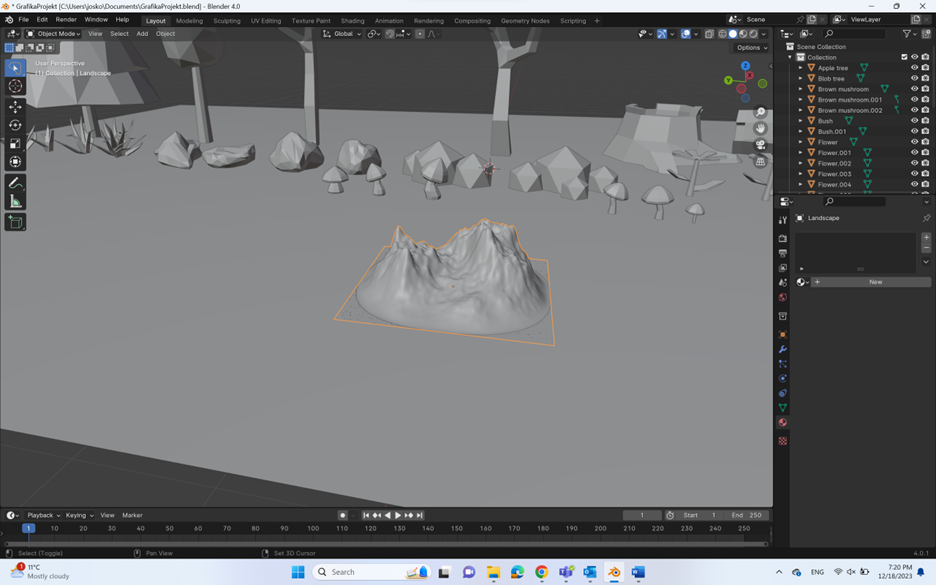 * GrafikaProjekt [C:\Users\josko\Documents\GrafikaProjekt.blend] - Blender 4.0
File Edit Render Window Help Layout Modeling Sculpting UV Editing Texture Paint Shading Animation Rendering Compositing Geometry Nodes Scripting + Scene ViewLayer
Object Mode View Select Add Object Global
Options
User Perspective
(1) Collection | Landscape
Z
X
Y
Scene Collection
Collection
Apple tree
Blob tree
Brown mushroom
Brown mushroom.001
Brown mushroom.002
Bush
Bush.001
Flower
Flower.001
Flower.002
Flower.003
Flower.004
Landscape
+ New
Playback Keying View Marker 1 Start 1 End 250
1 10 20 30 40 50 60 70 80 90 100 110 120 130 140 150 160 170 180 190 200 210 220 230 240 250
Select (Toggle) Pan View Set 3D Cursor 4.0.1
1
11°C
Mostly cloudy
Search
ENG
7:20 PM
12/18/2023